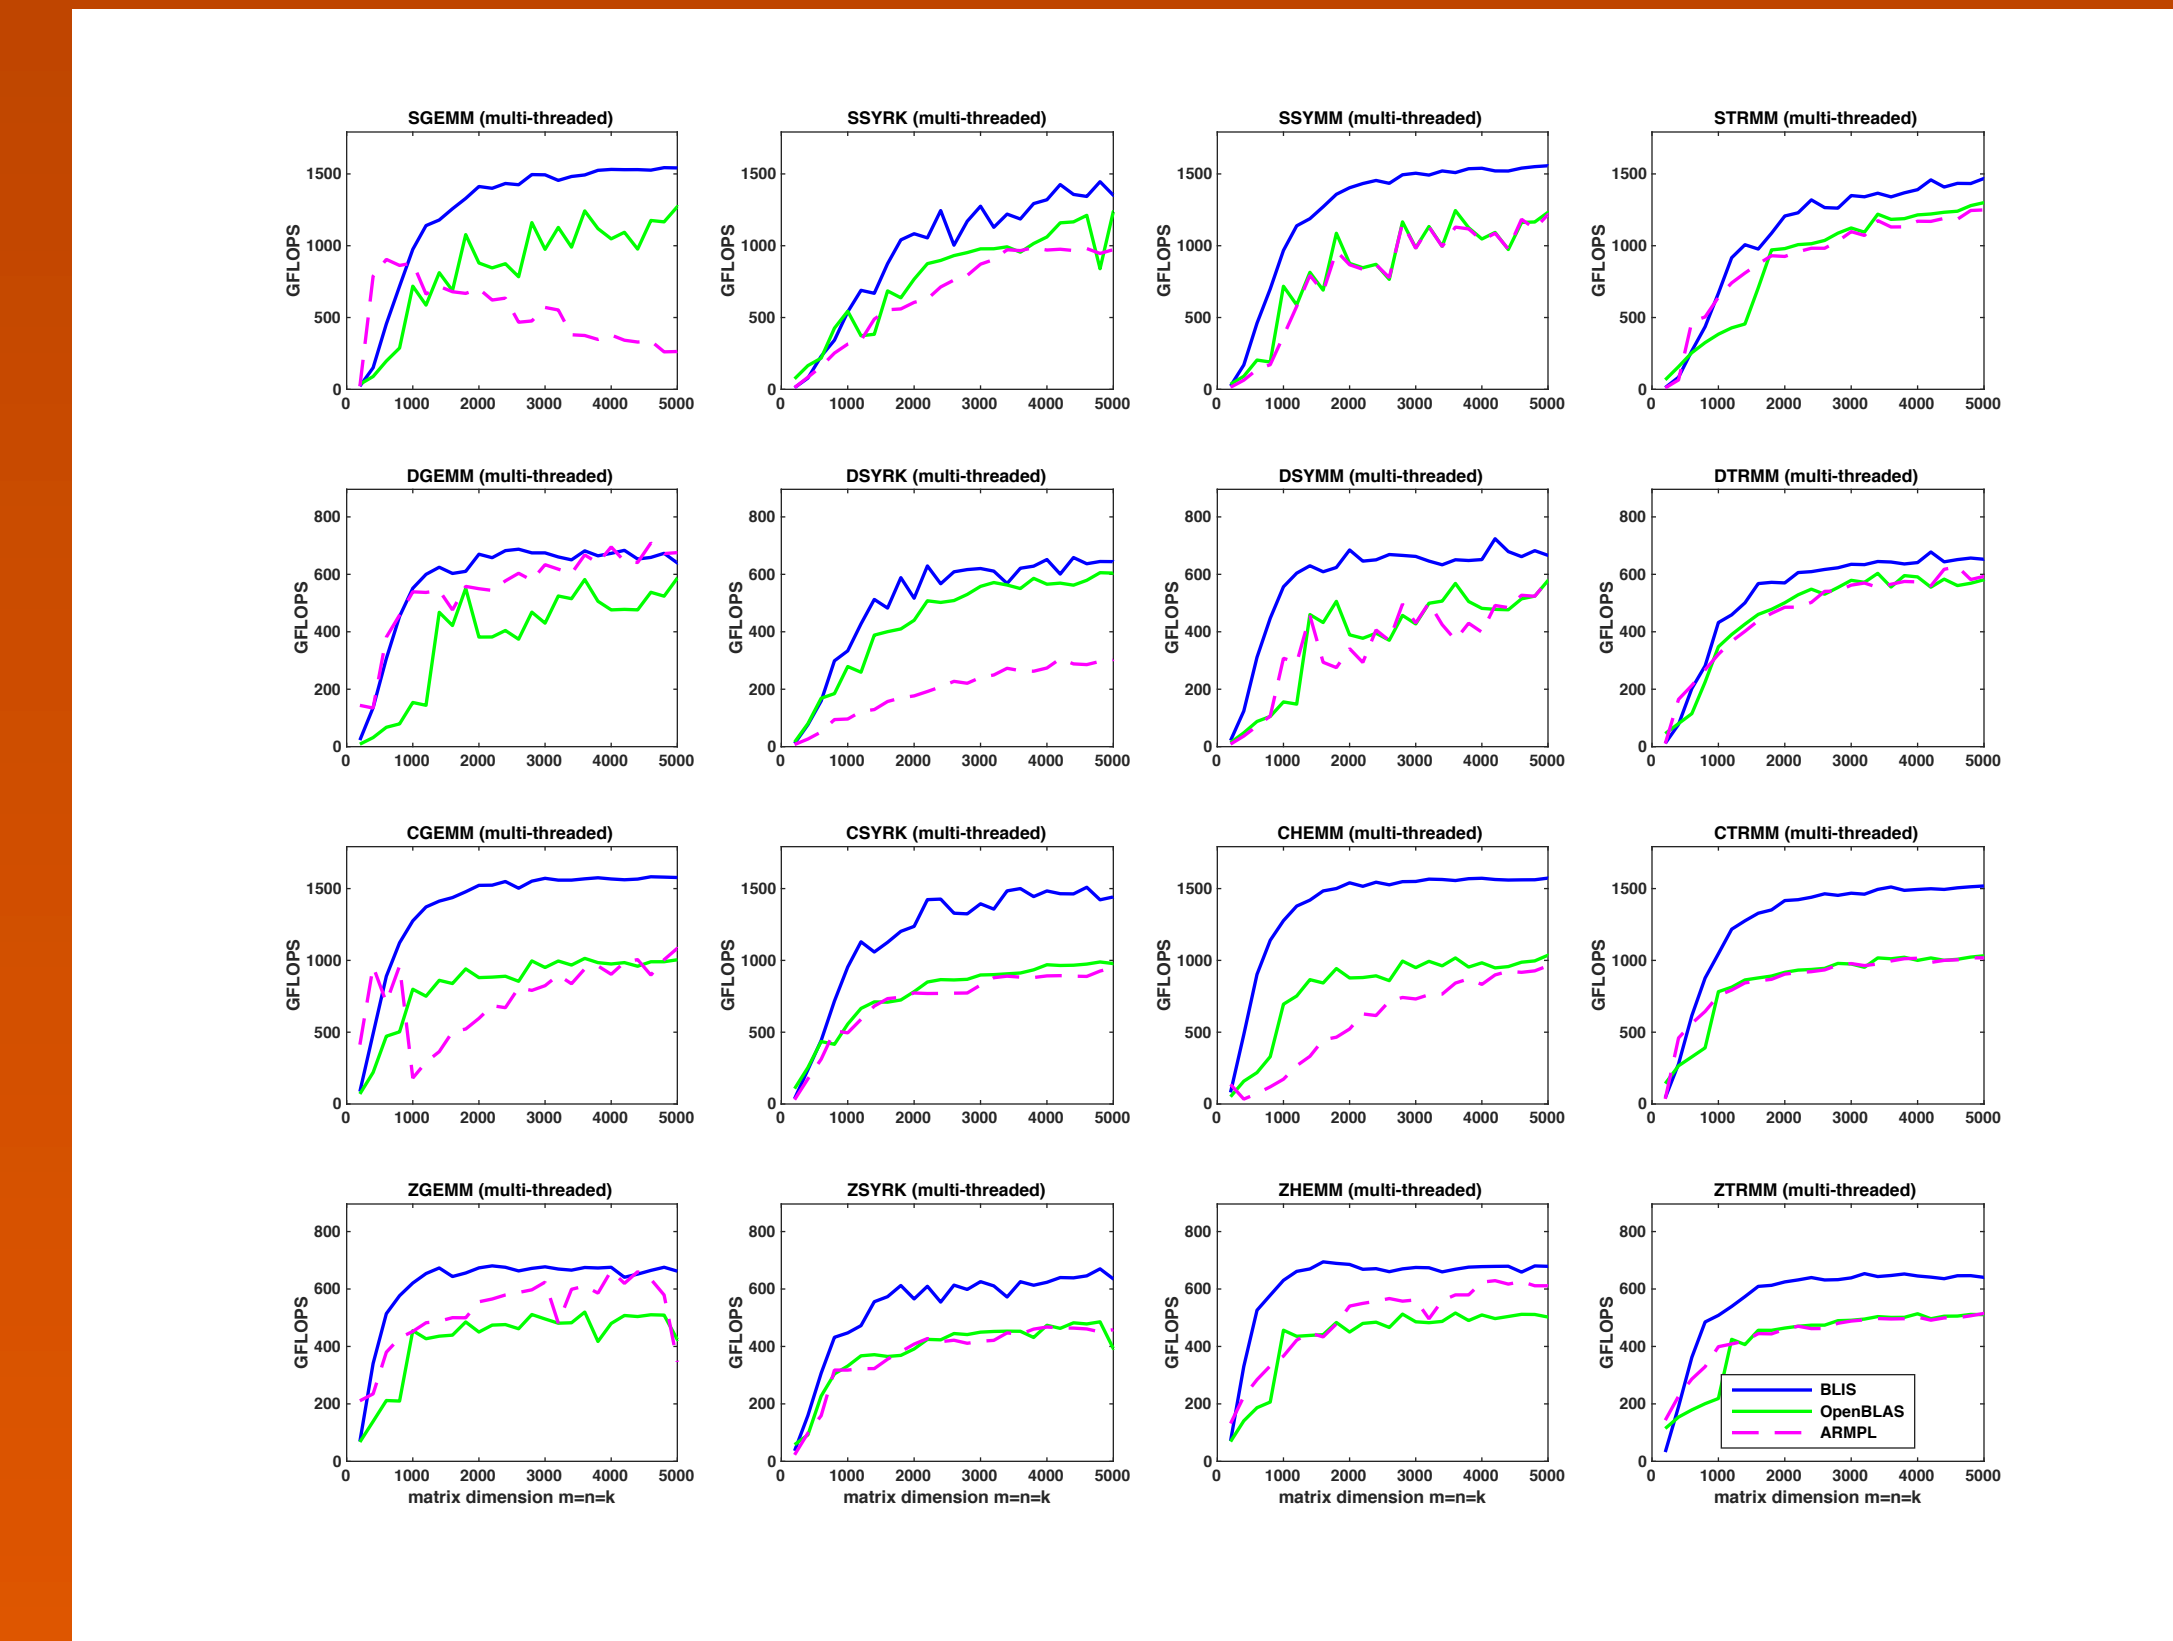 SGEMM (multi-threaded)
GFLOPS
1500
1000
500
0
0 1000 2000 3000 4000 5000
SSYRK (multi-threaded)
GFLOPS
1500
1000
500
0
0 1000 2000 3000 4000 5000
SSYMM (multi-threaded)
GFLOPS
1500
1000
500
0
0 1000 2000 3000 4000 5000
STRMM (multi-threaded)
GFLOPS
1500
1000
500
0
0 1000 2000 3000 4000 5000
DGEMM (multi-threaded)
GFLOPS
800
600
400
200
0
0 1000 2000 3000 4000 5000
DSYRK (multi-threaded)
GFLOPS
800
600
400
200
0
0 1000 2000 3000 4000 5000
DSYMM (multi-threaded)
GFLOPS
800
600
400
200
0
0 1000 2000 3000 4000 5000
DTRMM (multi-threaded)
GFLOPS
800
600
400
200
0
0 1000 2000 3000 4000 5000
CGEMM (multi-threaded)
GFLOPS
1500
1000
500
0
0 1000 2000 3000 4000 5000
CSYRK (multi-threaded)
GFLOPS
1500
1000
500
0
0 1000 2000 3000 4000 5000
CHEMM (multi-threaded)
GFLOPS
1500
1000
500
0
0 1000 2000 3000 4000 5000
CTRMM (multi-threaded)
GFLOPS
1500
1000
500
0
0 1000 2000 3000 4000 5000
ZGEMM (multi-threaded)
GFLOPS
800
600
400
200
0
0 1000 2000 3000 4000 5000
matrix dimension m=n=k
ZSYRK (multi-threaded)
GFLOPS
800
600
400
200
0
0 1000 2000 3000 4000 5000
matrix dimension m=n=k
ZHEMM (multi-threaded)
GFLOPS
800
600
400
200
0
0 1000 2000 3000 4000 5000
matrix dimension m=n=k
ZTRMM (multi-threaded)
GFLOPS
800
600
400
200
0
BLIS
OpenBLAS
ARMPL
0 1000 2000 3000 4000 5000
matrix dimension m=n=k